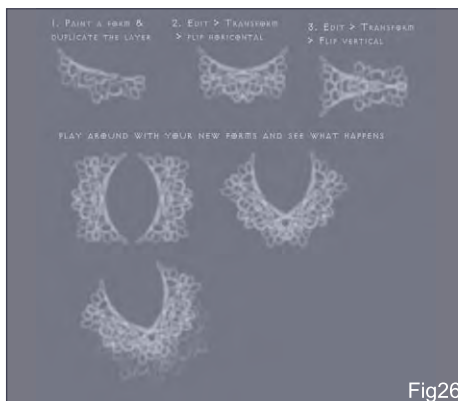 1. PAINT A FORM &
DUPLICATE THE LAYER
2. EDIT > TRANSFORM
> FLIP HORIZONTAL
3. EDIT > TRANSFORM
> FLIP VERTICAL
PLAY AROUND WITH YOUR NEW FORMS AND SEE WHAT HAPPENS
Fig26